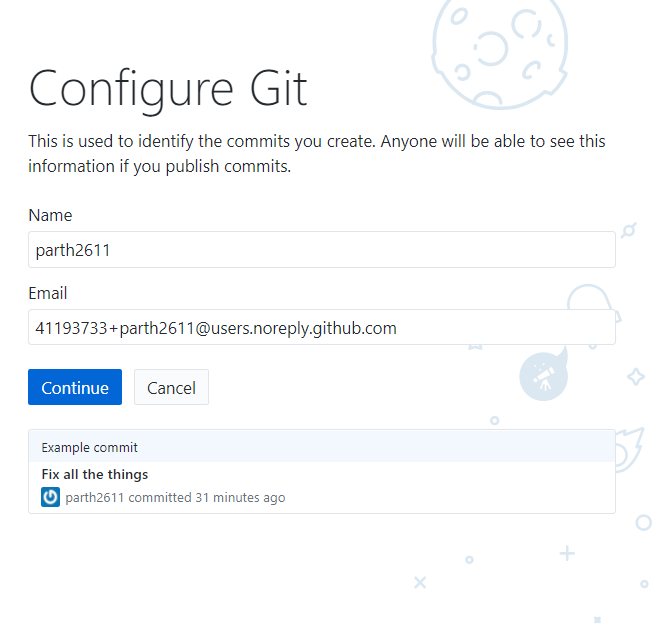 Configure Git
This is used to identify the commits you create. Anyone will be able to see this
information if you publish commits.
Name
parth2611
Email
41193733+parth2611@users.noreply.github.com
Continue Cancel
Example commit
Fix all the things
parth2611 committed 31 minutes ago